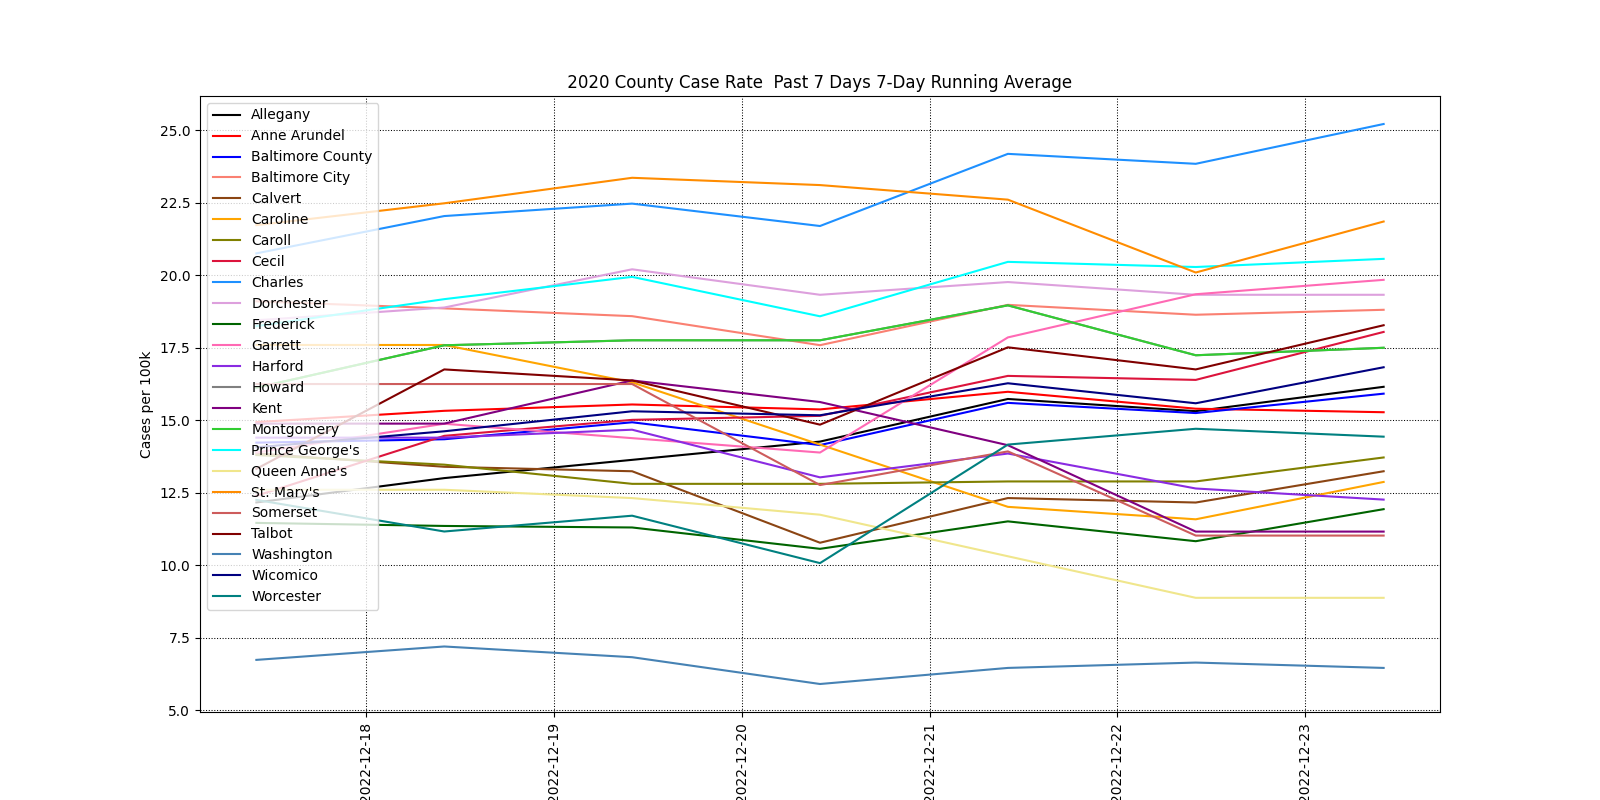 2020 County Case Rate  Past 7 Days 7-Day Running Average
Cases per 100k
25.0
22.5
20.0
17.5
15.0
12.5
10.0
7.5
5.0
Allegany
Anne Arundel
Baltimore County
Baltimore City
Calvert
Caroline
Caroll
Cecil
Charles
Dorchester
Frederick
Garrett
Harford
Howard
Kent
Montgomery
Prince George's
Queen Anne's
St. Mary's
Somerset
Talbot
Washington
Wicomico
Worcester
2022-12-18
2022-12-19
2022-12-20
2022-12-21
2022-12-22
2022-12-23